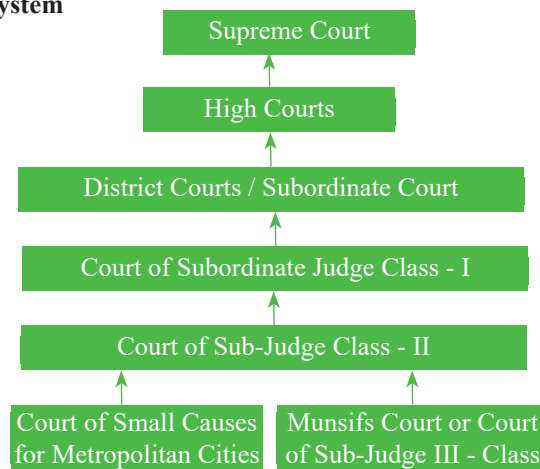 ystem
Supreme Court
High Courts
District Courts / Subordinate Court
Court of Subordinate Judge Class - I
Court of Sub-Judge Class - II
Court of Small Causes
for Metropolitan Cities
Munsifs Court or Court
of Sub-Judge III - Class